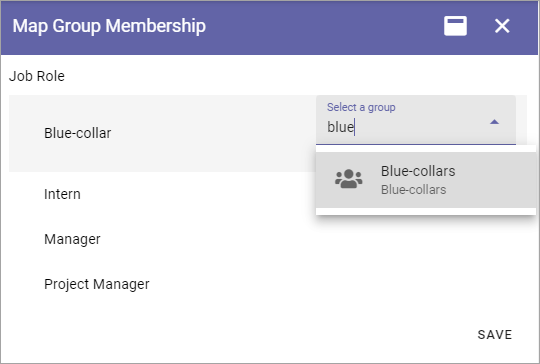 Map Group Membership
Job Role
Select a group
Blue-collar
blue
Blue-collars
Blue-collars
Intern
Manager
Project Manager
SAVE